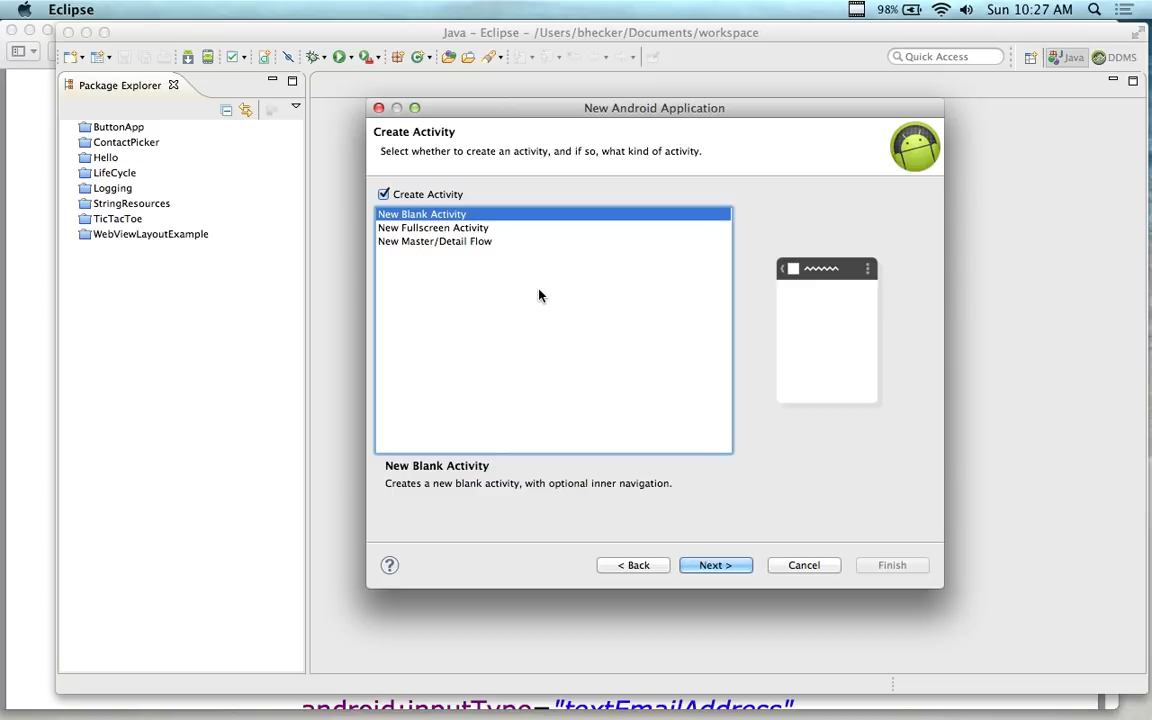 Eclipse 98% Sun 10:27 AM
Java - Eclipse - /Users/bhecker/Documents/workspace
Quick Access Java DDMS
Package Explorer
ButtonApp
ContactPicker
Hello
LifeCycle
Logging
StringResources
TicTacToe
WebViewLayoutExample
New Android Application
Create Activity
Select whether to create an activity, and if so, what kind of activity.
Create Activity
New Blank Activity
New Fullscreen Activity
New Master/Detail Flow
New Blank Activity
Creates a new blank activity, with optional inner navigation.
? < Back Next > Cancel Finish
android:inputType="textEmailAddress"